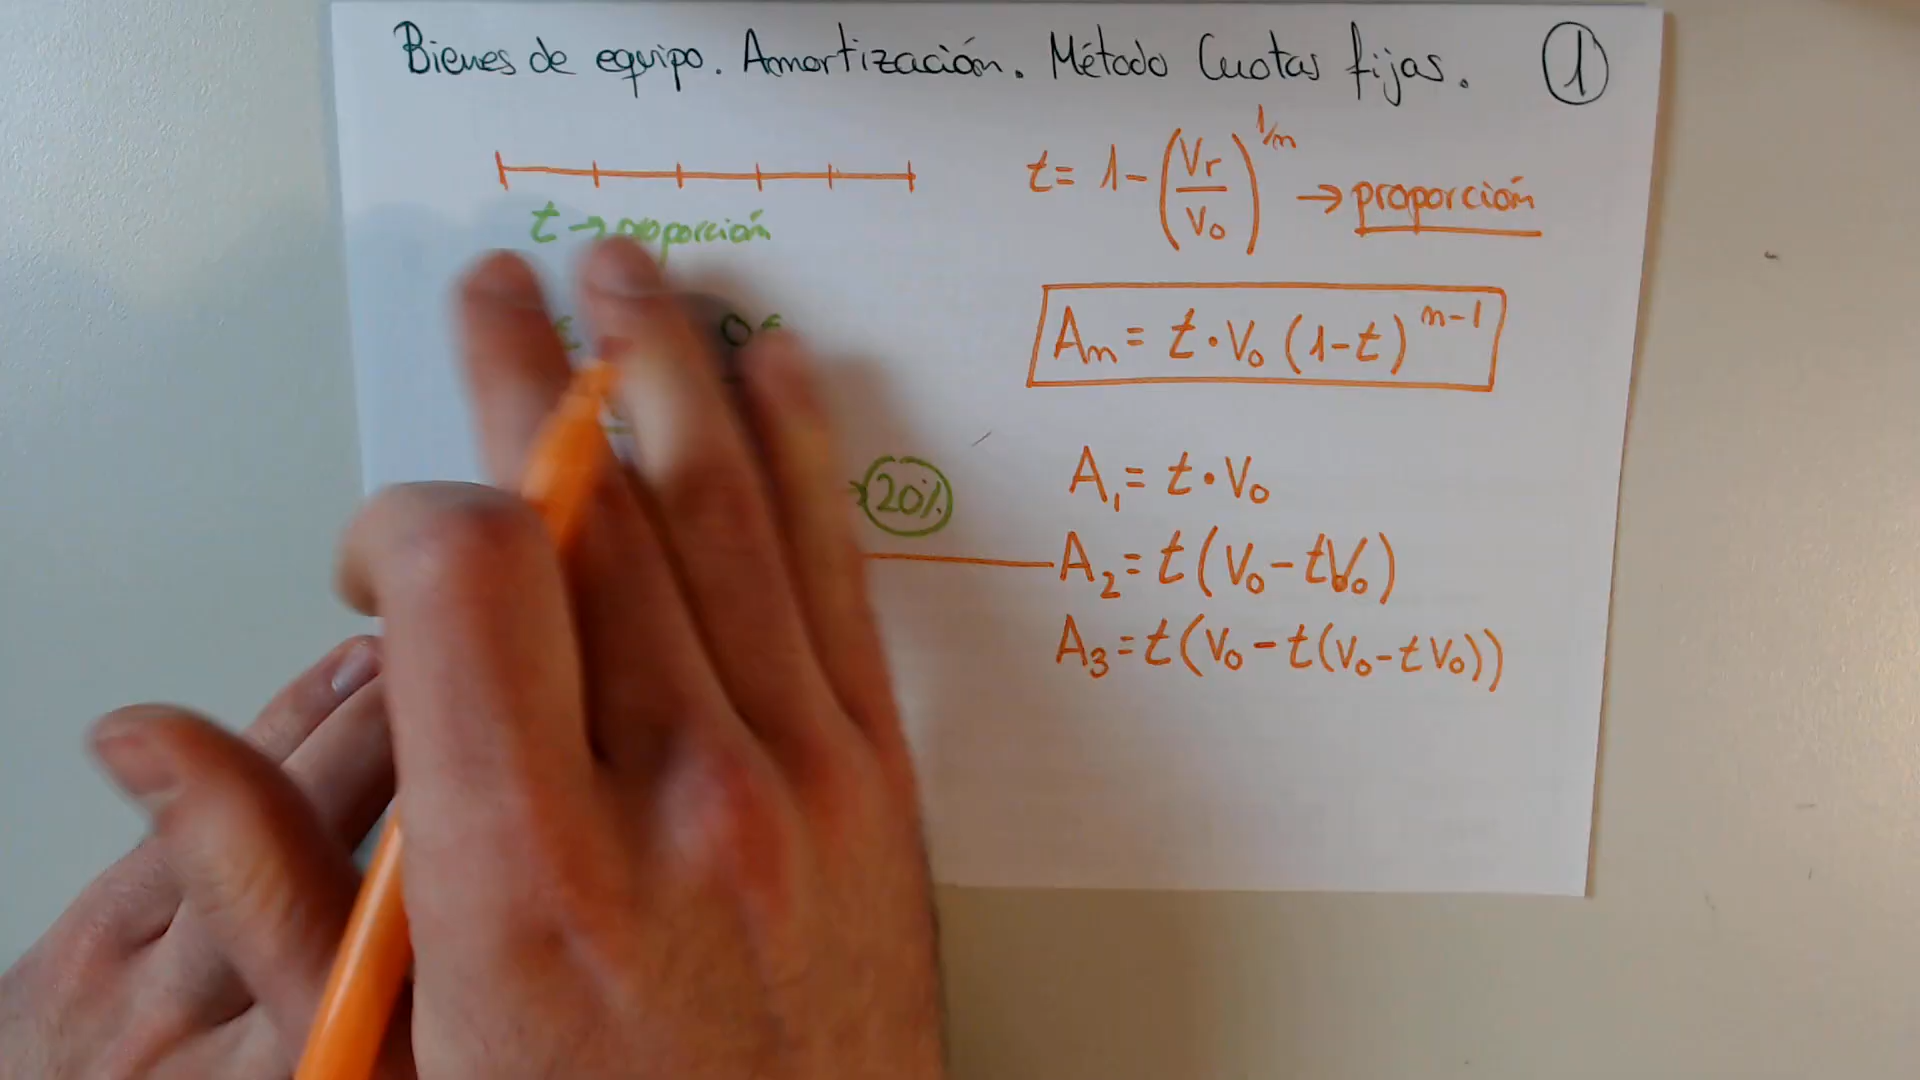 Bienes de equipo. Amortización. Método Cuotas fijas. 1
t → proporción
t = 1 - (Vr/V₀)^1/n → proporción
Aₙ = t · V₀ (1-t)^n-1
20%
A₁ = t · V₀
A₂ = t (V₀ - tV₀)
A₃ = t (V₀ - t(V₀ - tV₀))